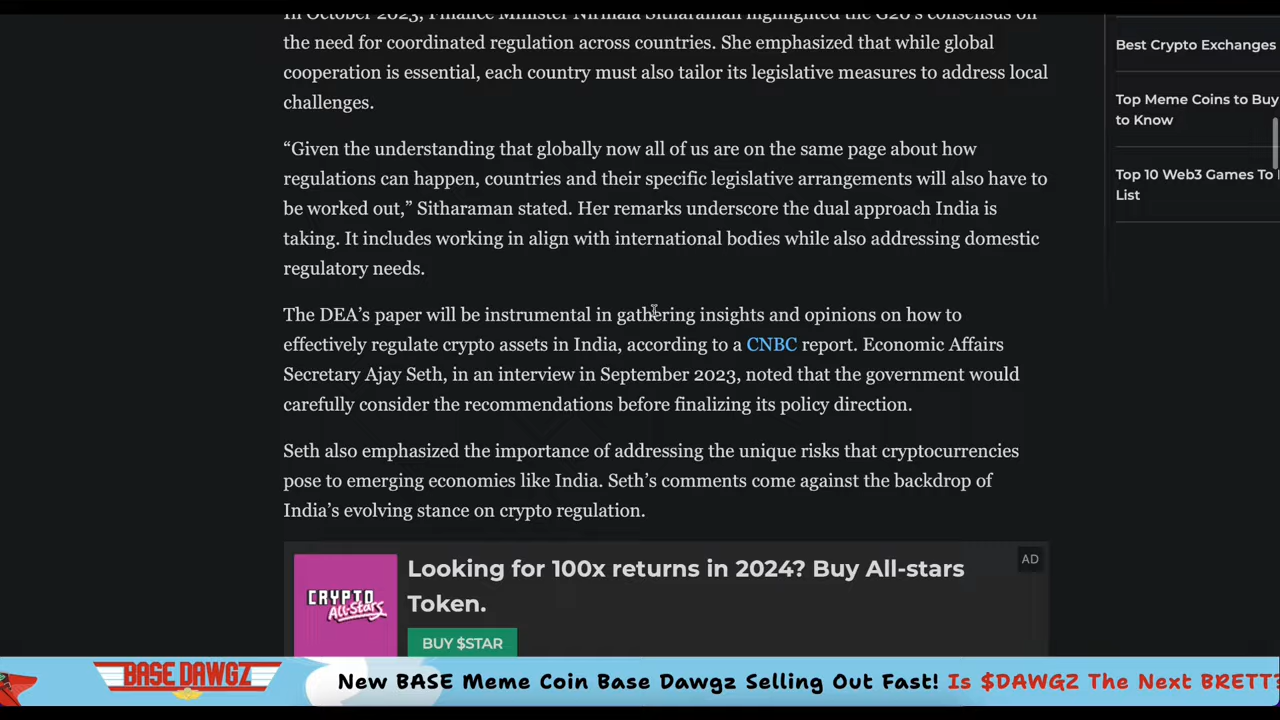 In October 2023, Finance Minister Nirmala Sitharaman highlighted the G20's consensus on
the need for coordinated regulation across countries. She emphasized that while global
cooperation is essential, each country must also tailor its legislative measures to address local
challenges.
“Given the understanding that globally now all of us are on the same page about how
regulations can happen, countries and their specific legislative arrangements will also have to
be worked out,” Sitharaman stated. Her remarks underscore the dual approach India is
taking. It includes working in align with international bodies while also addressing domestic
regulatory needs.
The DEA’s paper will be instrumental in gathering insights and opinions on how to
effectively regulate crypto assets in India, according to a CNBC report. Economic Affairs
Secretary Ajay Seth, in an interview in September 2023, noted that the government would
carefully consider the recommendations before finalizing its policy direction.
Seth also emphasized the importance of addressing the unique risks that cryptocurrencies
pose to emerging economies like India. Seth’s comments come against the backdrop of
India’s evolving stance on crypto regulation.
Best Crypto Exchanges
Top Meme Coins to Buy
to Know
Top 10 Web3 Games To
List
CRYPTO
All-Stars
Looking for 100x returns in 2024? Buy All-stars
Token.
AD
BUY $STAR
BASE DAWGZ
New BASE Meme Coin Base Dawgz Selling Out Fast! Is $DAWGZ The Next BRETT?